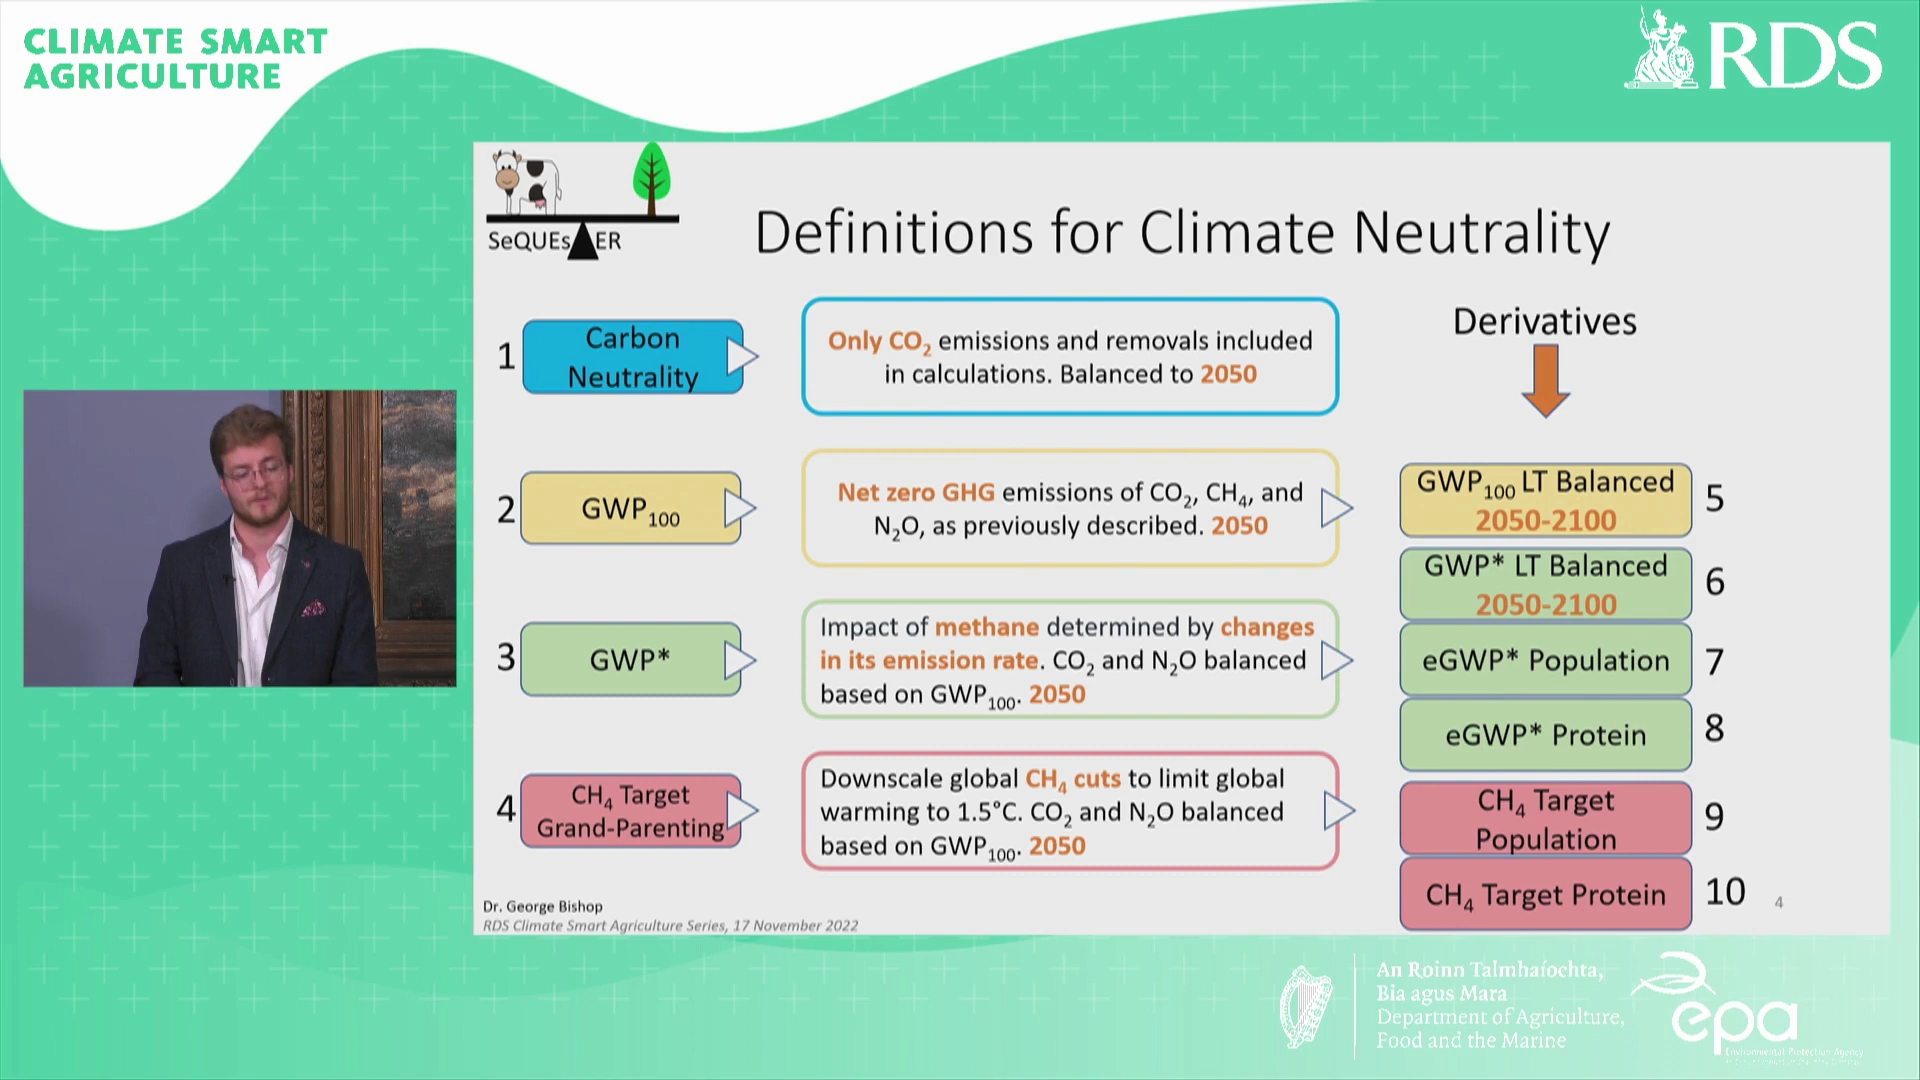 CLIMATE SMART
AGRICULTURE
RDS
SeQUEsTER
Definitions for Climate Neutrality
1
Carbon
Neutrality
Only CO₂ emissions and removals included
in calculations. Balanced to 2050
Derivatives
2
GWP₁₀₀
Net zero GHG emissions of CO₂, CH₄, and
N₂O, as previously described. 2050
3
GWP*
Impact of methane determined by changes
in its emission rate. CO₂ and N₂O balanced
based on GWP₁₀₀. 2050
4
CH₄ Target
Grand-Parenting
Downscale global CH₄ cuts to limit global
warming to 1.5°C. CO₂ and N₂O balanced
based on GWP₁₀₀. 2050
GWP₁₀₀ LT Balanced
2050-2100
5
GWP* LT Balanced
2050-2100
6
eGWP* Population
7
eGWP* Protein
8
CH₄ Target
Population
9
CH₄ Target Protein
10
4
Dr. George Bishop
RDS Climate Smart Agriculture Series, 17 November 2022
An Roinn Talmhaíochta,
Bia agus Mara
Department of Agriculture,
Food and the Marine
epa
Environmental Protection Agency